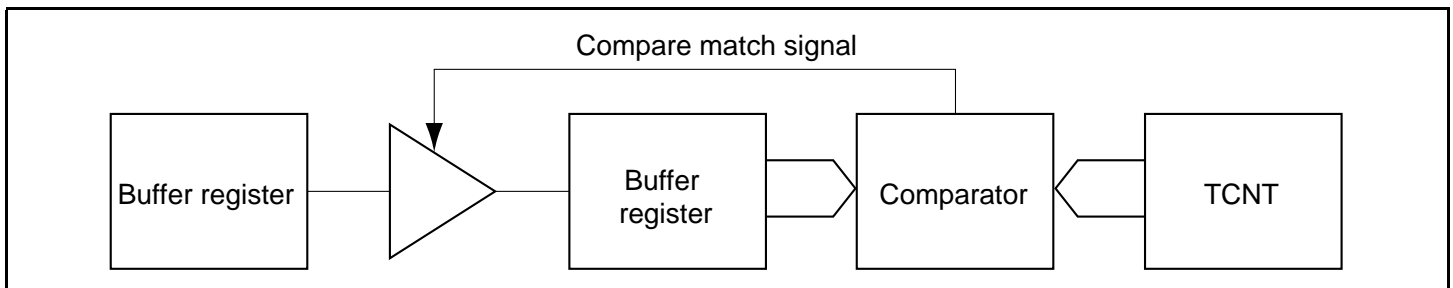 Compare match signal
Buffer register
Buffer
register
Comparator
TCNT